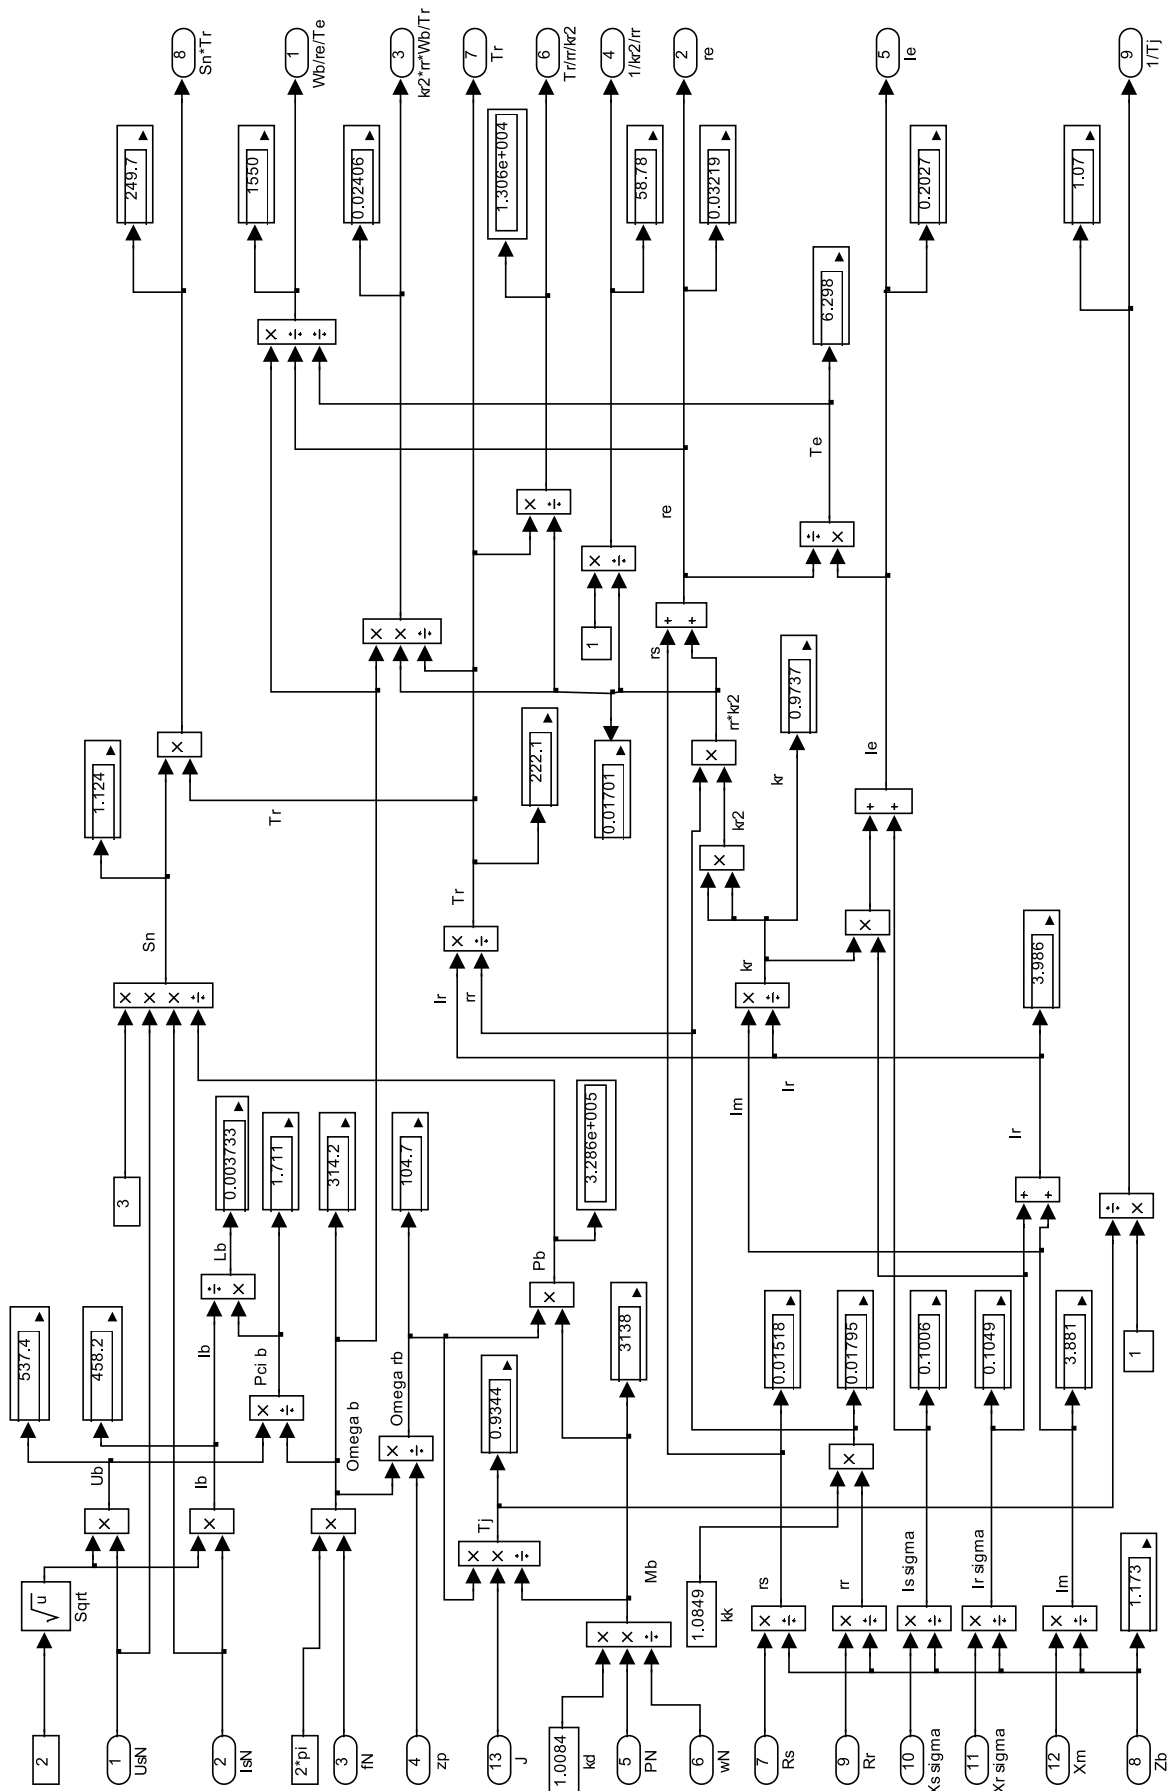 2
Sqrt
√u
1
UsN
2
IsN
2*pi
3
fN
4
zp
13
J
1.0084
kd
5
PN
6
wN
7
Rs
9
Rr
10
Xs sigma
11
Xr sigma
12
Xm
8
Zb
Ub
537.4
Ib
458.2
Ib
Lb
0.003733
Pci b
1.711
314.2
Omega b
Omega rb
104.7
Tj
0.9344
Mb
3138
Pb
3.286e+005
1.0849
kk
rs
0.01518
rr
0.01795
Is sigma
0.1006
Ir sigma
0.1049
Im
3.881
1.173
1
3
Sn
1.124
Tr
Ir
rr
Tr
222.1
Im
Ir
kr
Ir
3.986
kr2
kr
0.9737
rr*kr2
0.01701
Ie
rs
1
re
Te
6.298
249.7
8
Sn*Tr
1550
1
Wb/re/Te
0.02406
3
kr2*rr*Wb/Tr
7
Tr
1.306e+004
6
Tr/rr/kr2
58.78
4
1/kr2/rr
0.03219
2
re
0.2027
5
Ie
1.07
9
1/Tj